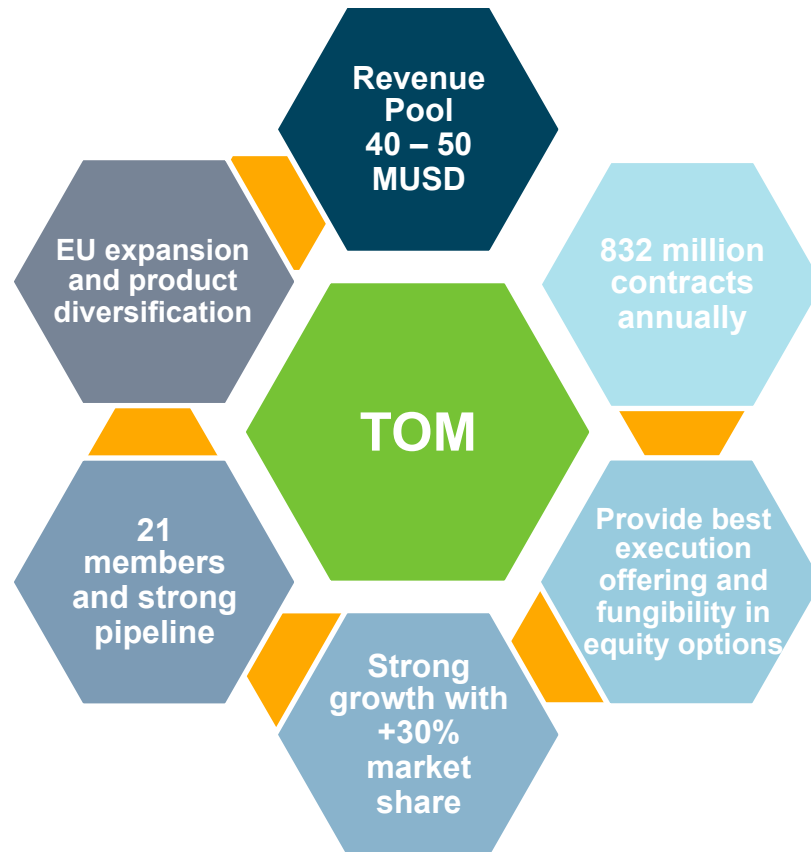 Revenue
Pool
40 – 50
MUSD
EU expansion
and product
diversification
832 million
contracts
annually
TOM
21
members
and strong
pipeline
Provide best
execution
offering and
fungibility in
equity options
Strong
growth with
+30%
market
share